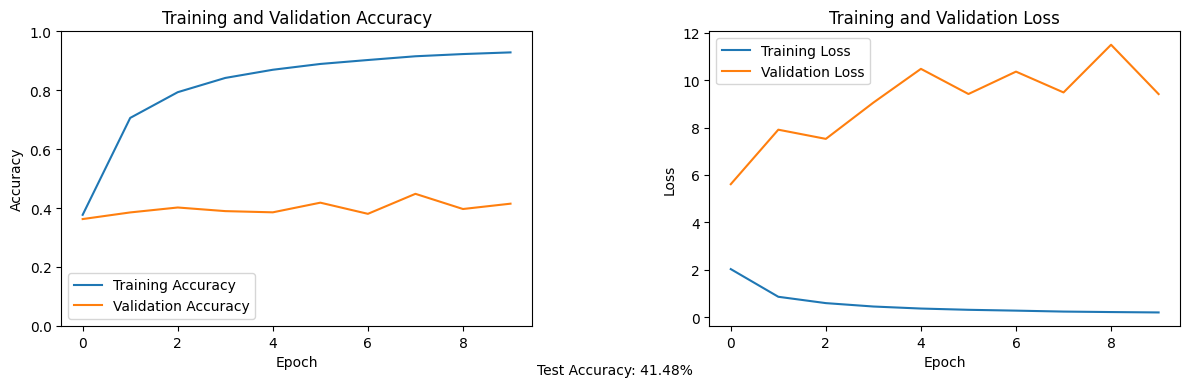 Training and Validation Accuracy
1.0
0.8
0.6
0.4
0.2
0.0
Accuracy
Training Accuracy
Validation Accuracy
0 2 4 6 8
Epoch
Training and Validation Loss
12
10
8
6
4
2
0
Loss
Training Loss
Validation Loss
0 2 4 6 8
Epoch
Test Accuracy: 41.48%